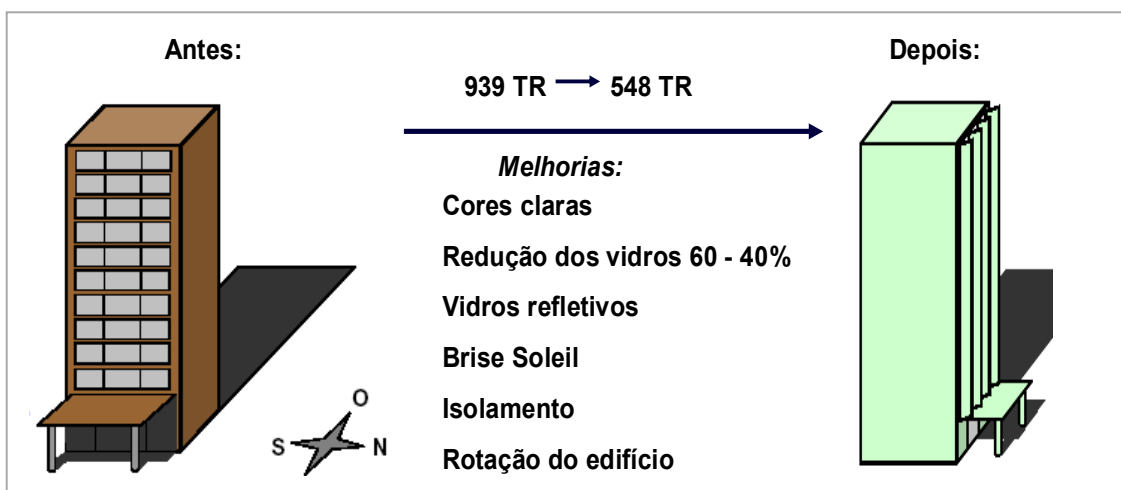 Antes:
Depois:
939 TR → 548 TR
Melhorias:
Cores claras
Redução dos vidros 60 - 40%
Vidros refletivos
Brise Soleil
Isolamento
Rotação do edifício
O
S
N